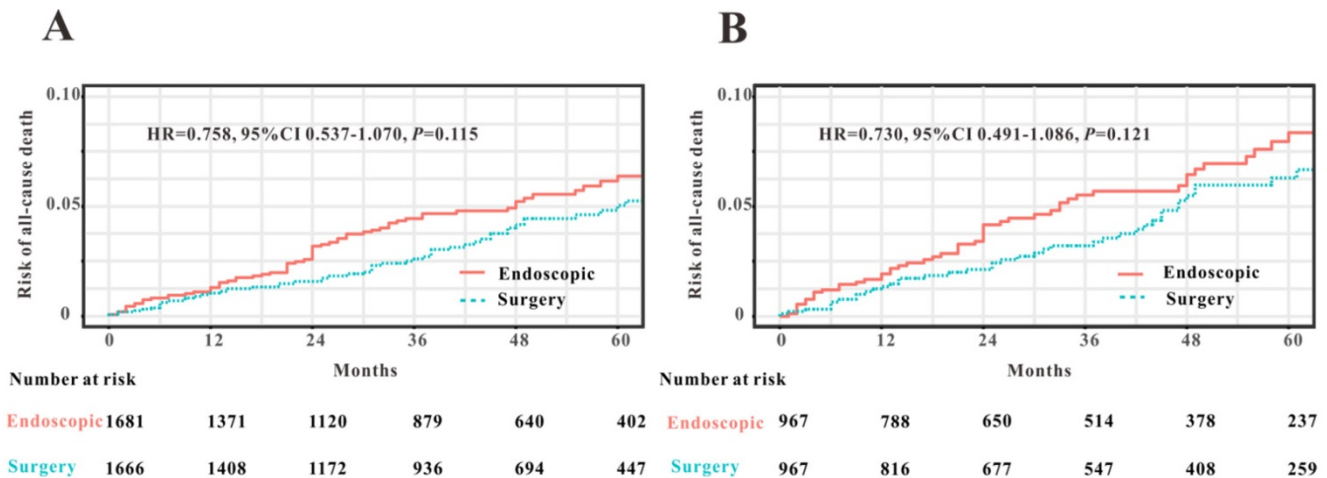 A
B
0.10
HR=0.758, 95%CI 0.537-1.070, P=0.115
Risk of all-cause death
0.05
Endoscopic
Surgery
0
0 12 24 36 48 60
Months
0.10
HR=0.730, 95%CI 0.491-1.086, P=0.121
Risk of all-cause death
0.05
Endoscopic
Surgery
0
0 12 24 36 48 60
Months
Number at risk
Endoscopic 1681 1371 1120 879 640 402
Surgery 1666 1408 1172 936 694 447
Number at risk
Endoscopic 967 788 650 514 378 237
Surgery 967 816 677 547 408 259